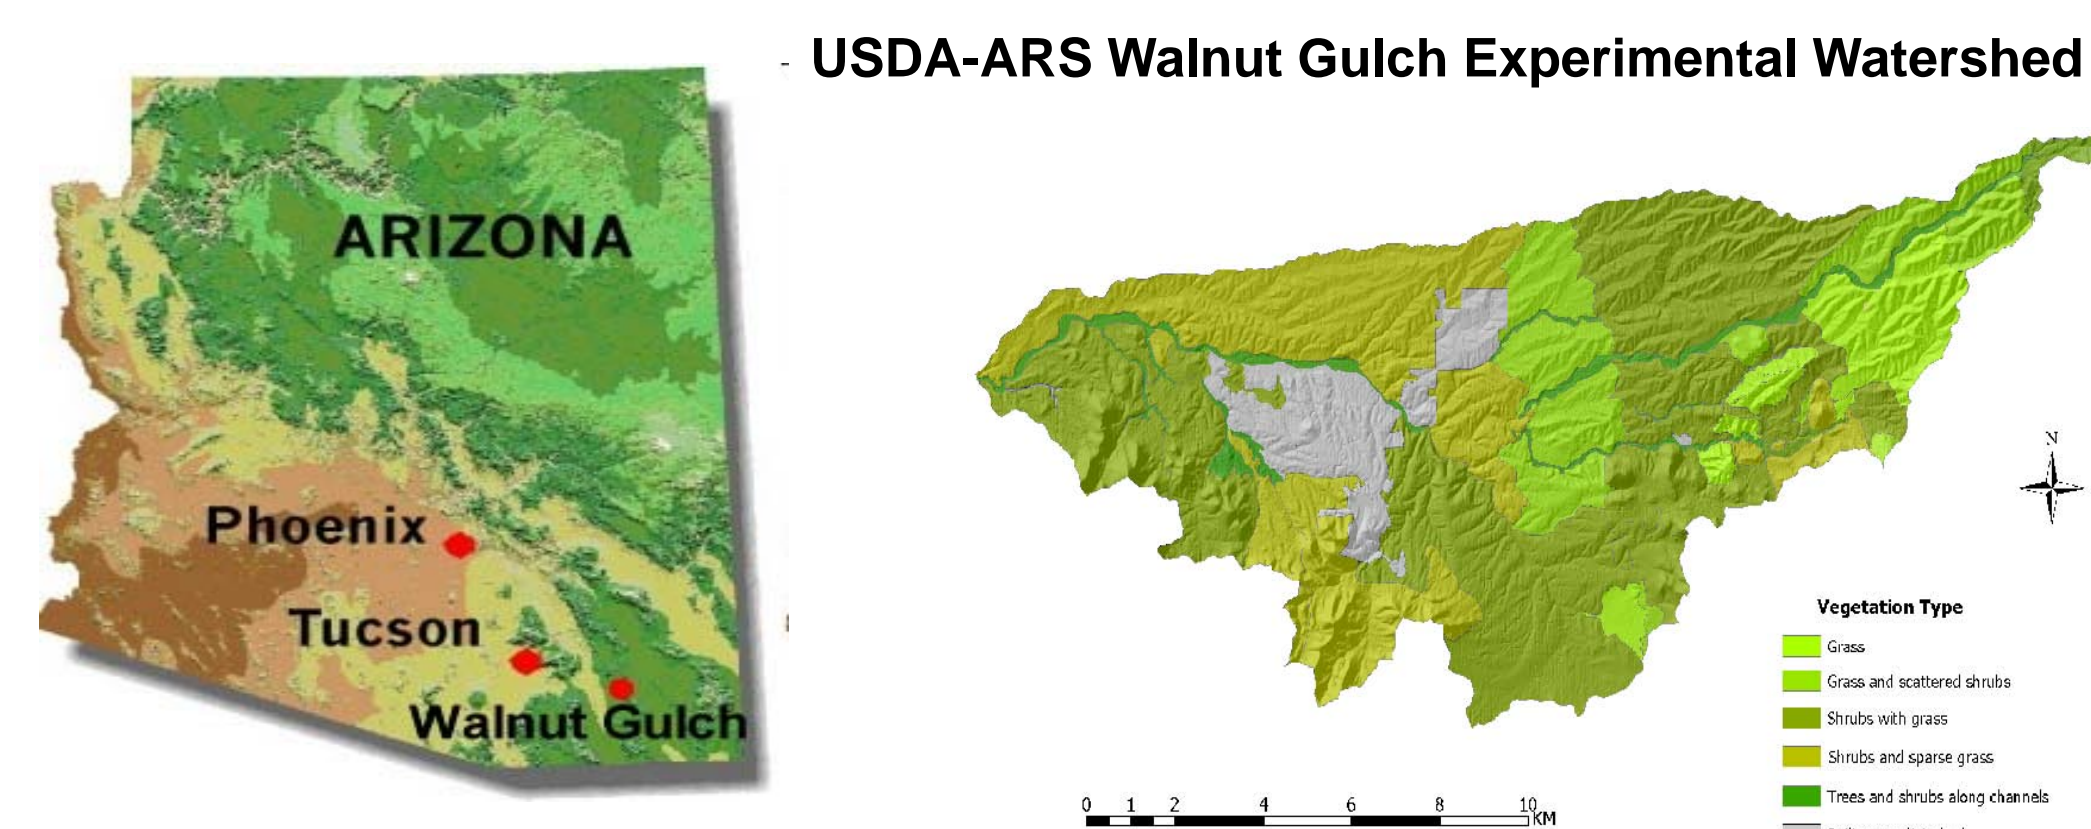 USDA-ARS Walnut Gulch Experimental Watershed
ARIZONA
Phoenix
Tucson
Walnut Gulch
N
Vegetation Type
Grass
Grass and scattered shrubs
Shrubs with grass
Shrubs and sparse grass
Trees and shrubs along channels
0 1 2 4 6 8 10
KM